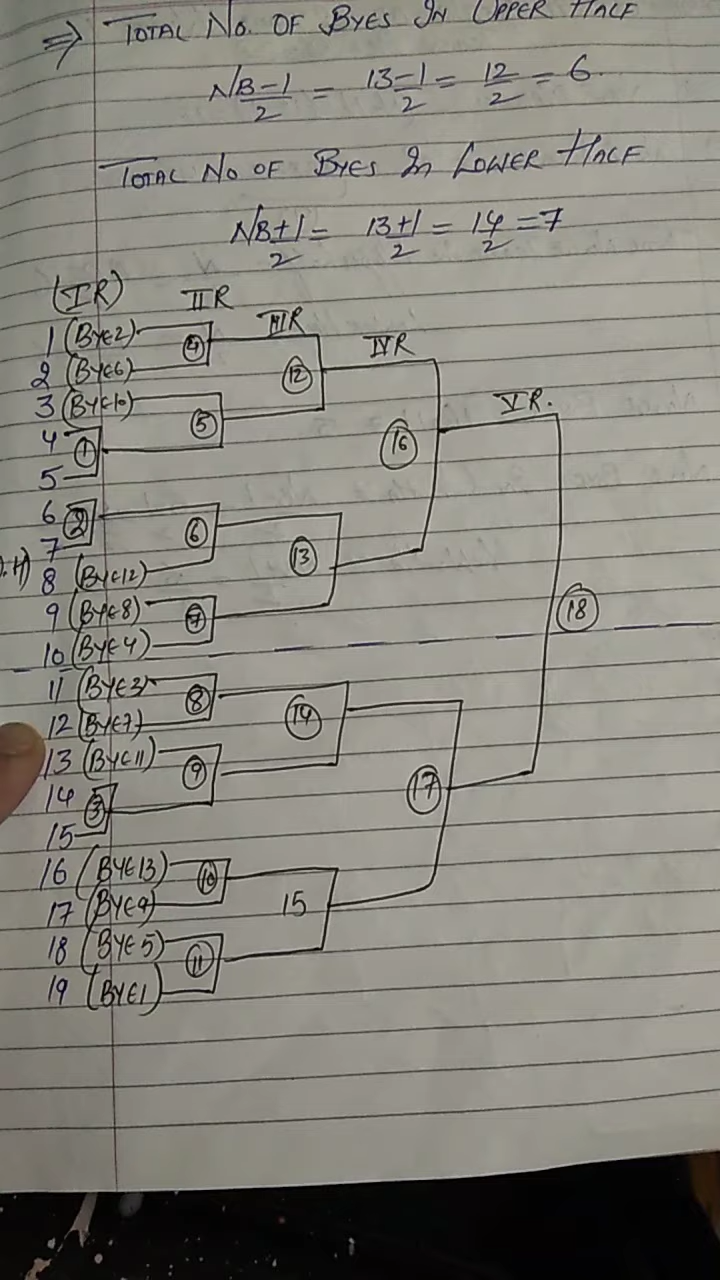 ⇒ TOTAL No. OF BYES IN UPPER HALF
NB-1/2 = 13-1/2 = 12/2 = 6
TOTAL No OF BYES In LOWER HALF
NB+1/2 = 13+1/2 = 14/2 = 7
(IR) IIR IIIR IVR VR.
1 (BYE2)
4
2 (BYE6)
12
3 (BYE10)
5
4
1
16
5
6
2
6
7
13
8 (BYE12)
9 (BYE8)
7
18
10 (BYE4)
11 (BYE3)
8
14
12 (BYE7)
13 (BYE11)
9
14
3
17
15
16 (BYE13)
10
17 (BYE9)
15
18 (BYE5)
11
19 (BYE1)